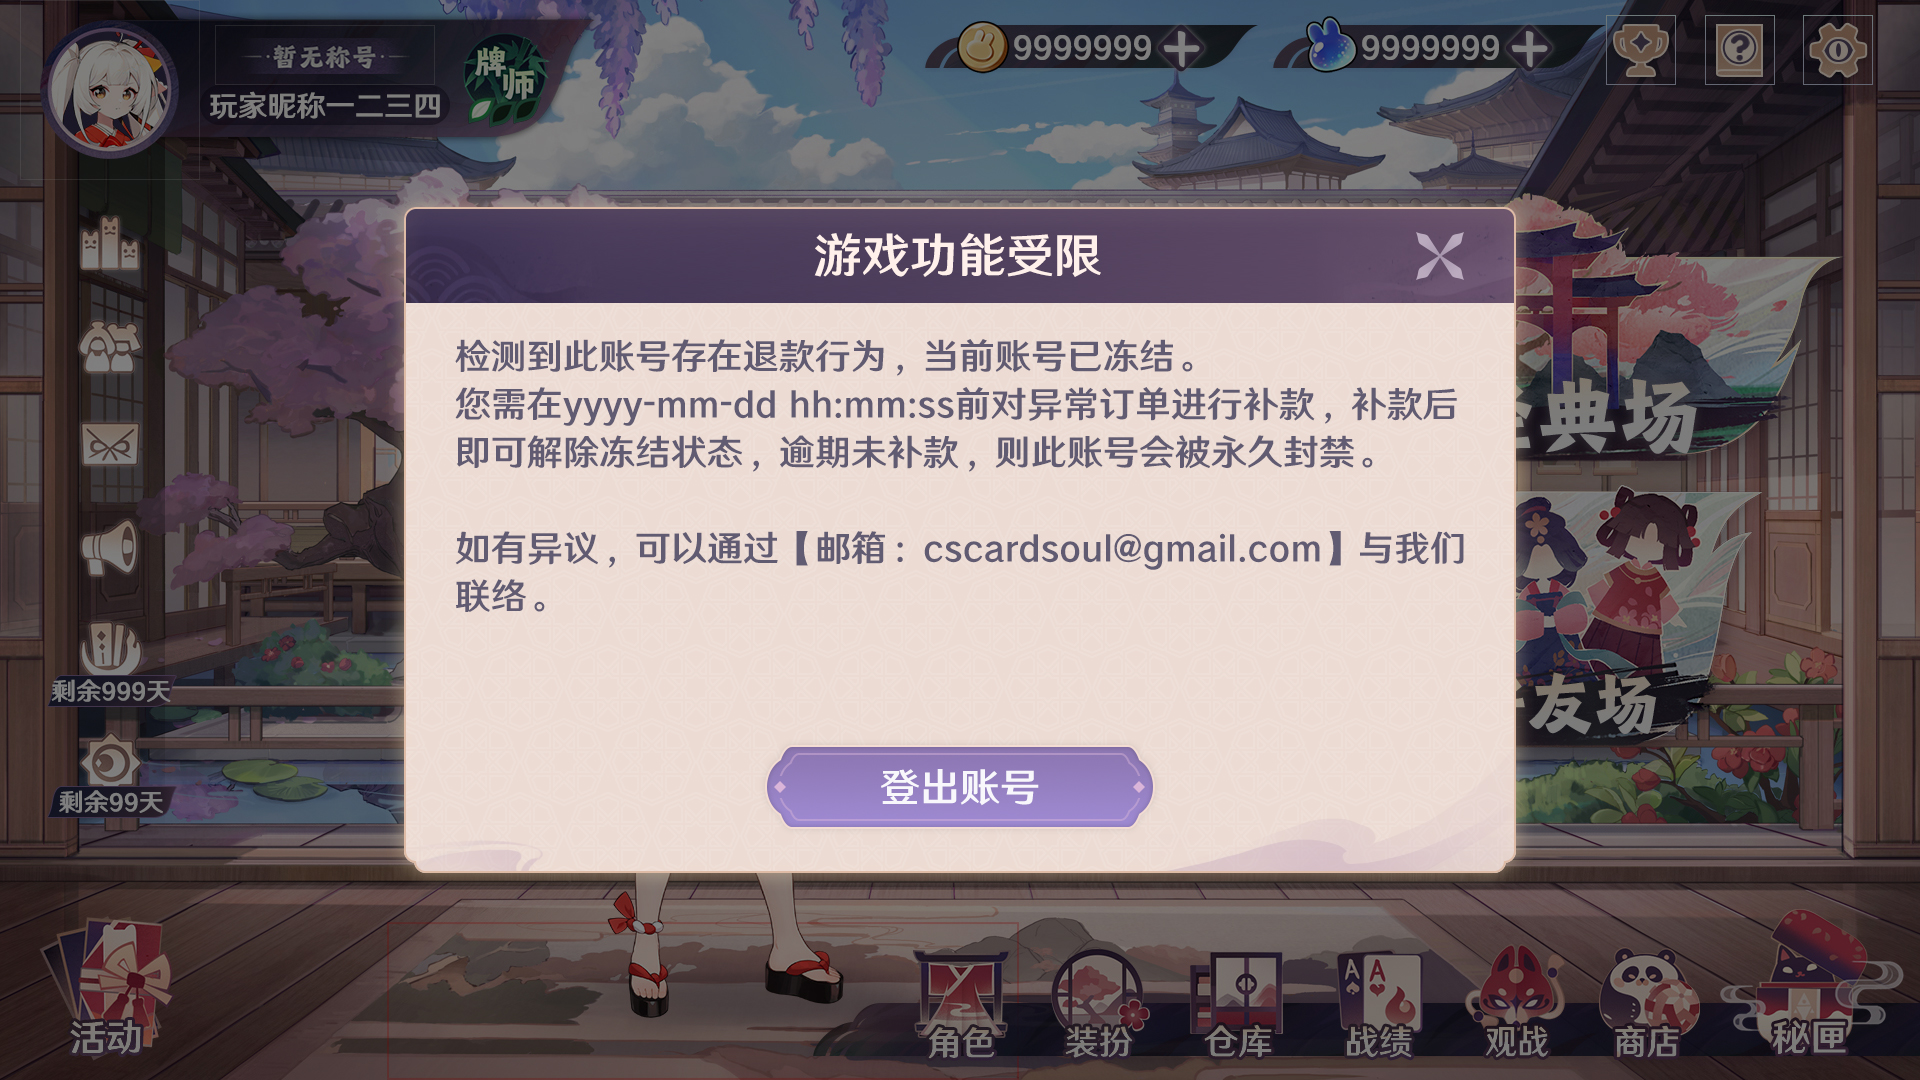 暂无称号
玩家昵称一二三四
牌师
9999999
9999999
游戏功能受限
检测到此账号存在退款行为，当前账号已冻结。
您需在yyyy-mm-dd hh:mm:ss前对异常订单进行补款，补款后
即可解除冻结状态，逾期未补款，则此账号会被永久封禁。
如有异议，可以通过【邮箱：cscardsoul@gmail.com】与我们
联络。
登出账号
典场
友场
剩余999天
剩余99天
活动
角色
装扮
仓库
A A
战绩
观战
商店
秘匣